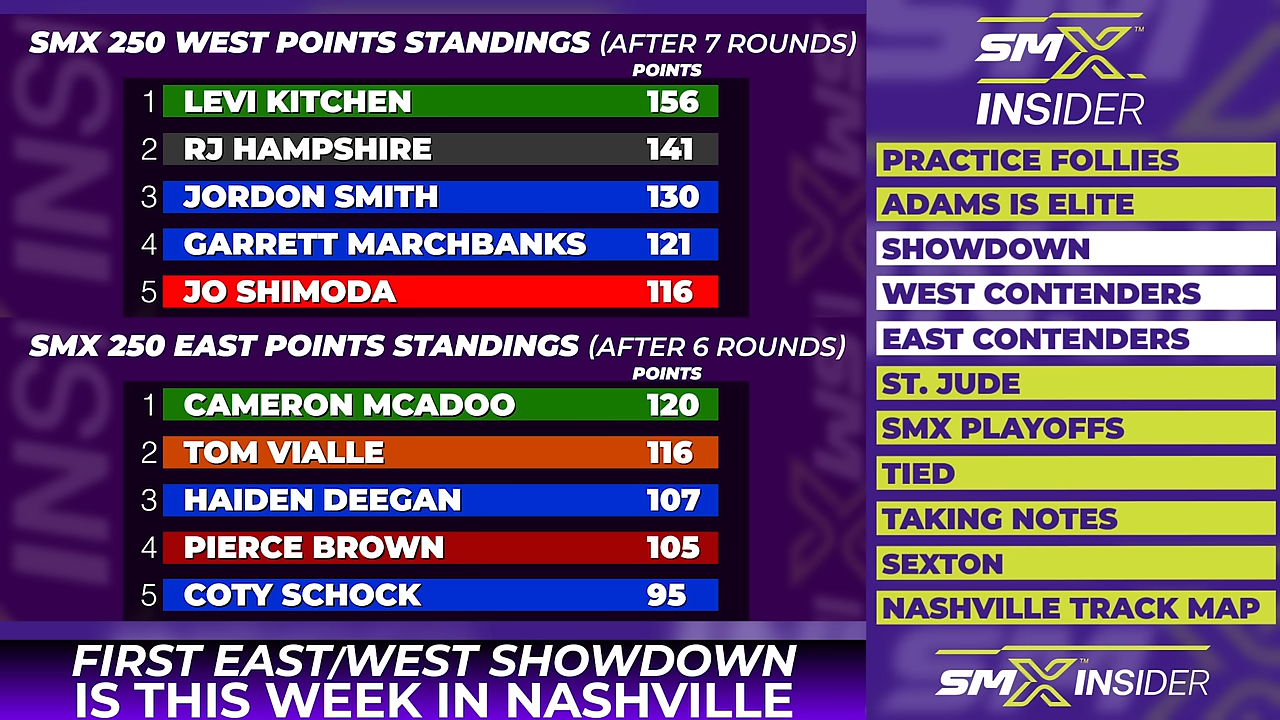 SMX 250 WEST POINTS STANDINGS (AFTER 7 ROUNDS)
POINTS
1 LEVI KITCHEN 156
2 RJ HAMPSHIRE 141
3 JORDON SMITH 130
4 GARRETT MARCHBANKS 121
5 JO SHIMODA 116
SMX 250 EAST POINTS STANDINGS (AFTER 6 ROUNDS)
POINTS
1 CAMERON MCADOO 120
2 TOM VIALLE 116
3 HAIDEN DEEGAN 107
4 PIERCE BROWN 105
5 COTY SCHOCK 95
FIRST EAST/WEST SHOWDOWN
IS THIS WEEK IN NASHVILLE
SMX™
INSIDER
PRACTICE FOLLIES
ADAMS IS ELITE
SHOWDOWN
WEST CONTENDERS
EAST CONTENDERS
ST. JUDE
SMX PLAYOFFS
TIED
TAKING NOTES
SEXTON
NASHVILLE TRACK MAP
SMX™ INSIDER